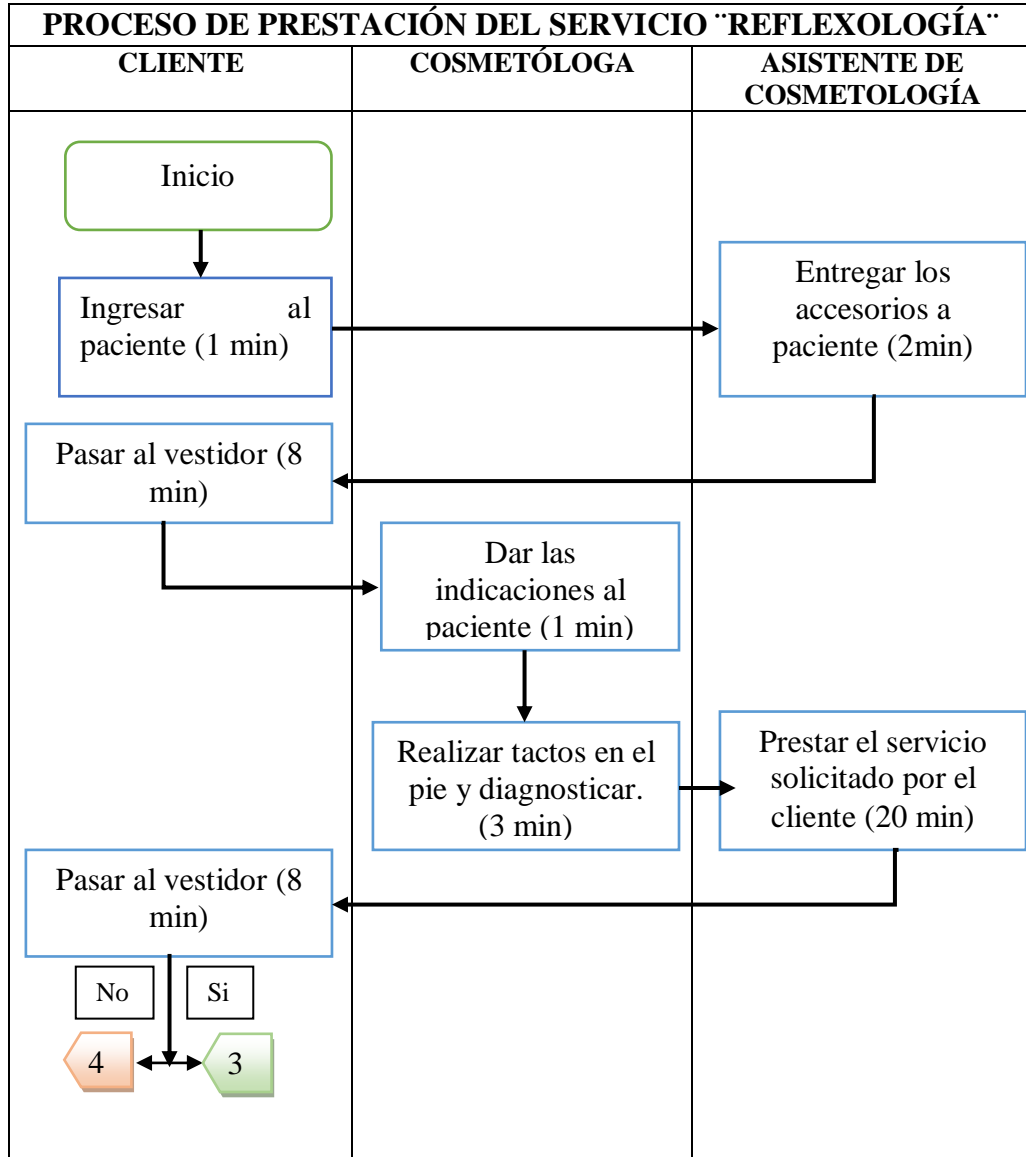 PROCESO DE PRESTACIÓN DEL SERVICIO ¨REFLEXOLOGÍA¨
CLIENTE
COSMETÓLOGA
ASISTENTE DE
COSMETOLOGÍA
Inicio
Ingresar al
paciente (1 min)
Entregar los
accesorios a
paciente (2min)
Pasar al vestidor (8
min)
Dar las
indicaciones al
paciente (1 min)
Realizar tactos en el
pie y diagnosticar.
(3 min)
Prestar el servicio
solicitado por el
cliente (20 min)
Pasar al vestidor (8
min)
No
Si
4
3